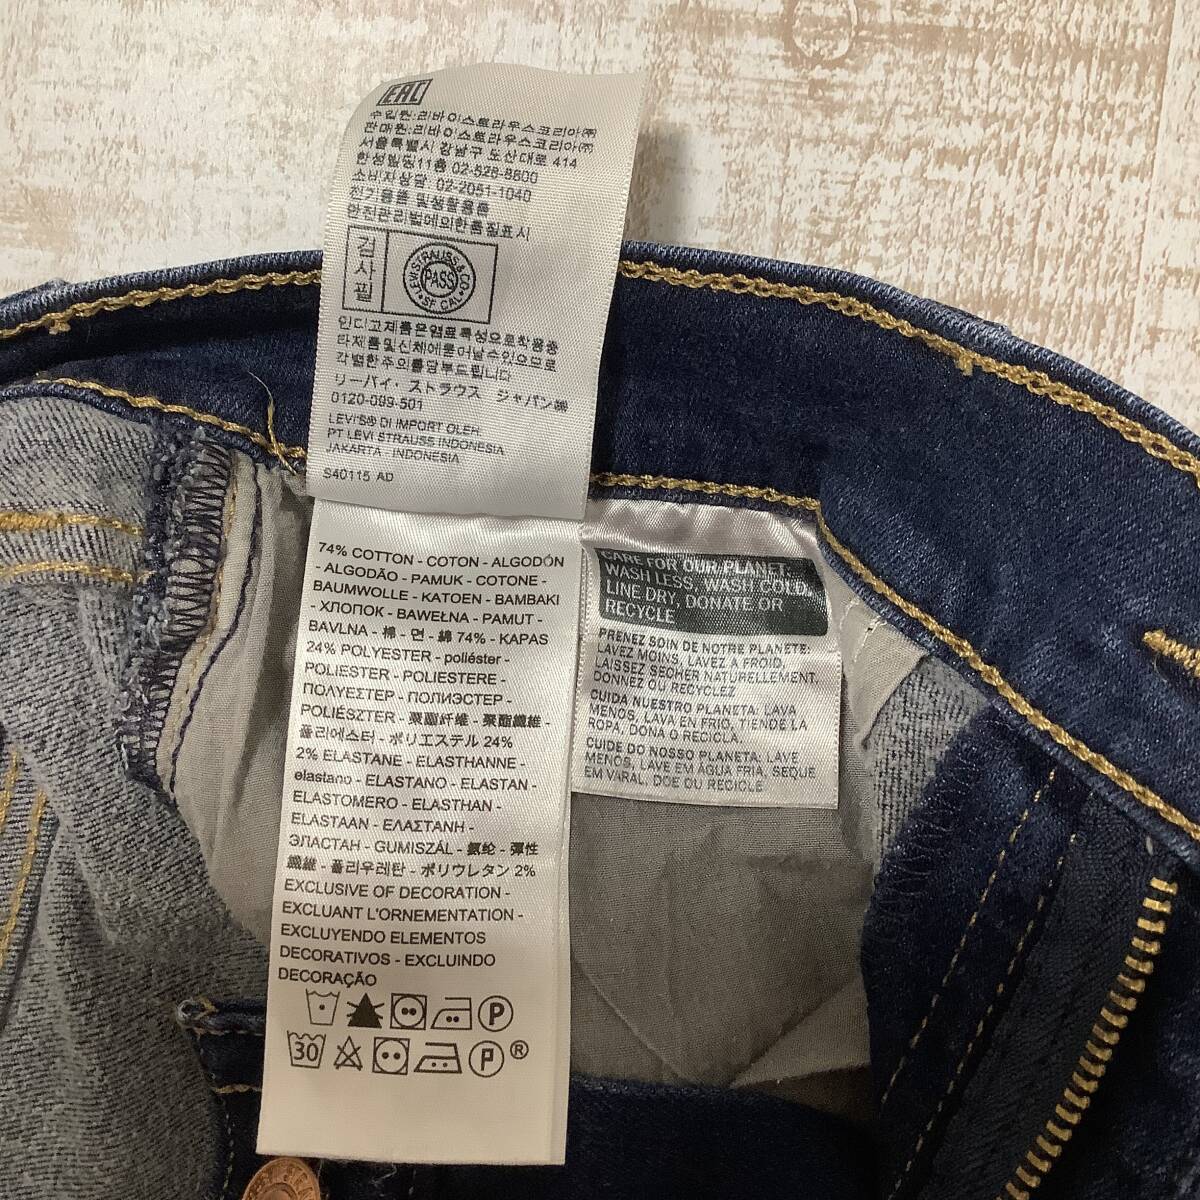 EAC
수입원:리바이스트라우스코리아㈜
판매원:리바이스트라우스코리아㈜
서울특별시 강남구 도산대로 414
한성빌딩11층 02-528-8800
소비자상담 02-2051-1040
전기용품 및생활용품
안전관리법에의한품질표시
검사필
LEVI STRAUSS & CO.
PASS
SF CAL
인디고제품은염료특성으로착용중
타제품및신체에묻어날수있으므로
각별한주의를당부드립니다
リーバイ・ストラウス ジャパン㈱
0120-099-501
LEVI'S® DI IMPORT OLEH
PT LEVI STRAUSS INDONESIA
JAKARTA - INDONESIA
S40115 AD
74% COTTON - COTON - ALGODÓN
- ALGODÃO - PAMUK - COTONE -
BAUMWOLLE - KATOEN - BAMBAKI
- ХЛОПОК - BAWEŁNA - PAMUT -
BAVLNA - 棉 - 면 - 綿 74% - KAPAS
24% POLYESTER - poliéster -
POLIESTER - POLIESTERE -
ΠΟΛΥΕΣΤΕΡ - ПОЛИЭСТЕР -
POLIÉSZTER - 聚酯纤维 - 聚酯纖維 -
폴리에스터 - ポリエステル 24%
2% ELASTANE - ELASTHANNE -
elastano - ELASTANO - ELASTAN -
ELASTOMERO - ELASTHAN -
ELASTAAN - ΕΛΑΣΤΑΝΗ -
ЭЛАСТАН - GUMISZÁL - 氨纶 - 彈性
纖維 - 폴리우레탄 - ポリウレタン 2%
EXCLUSIVE OF DECORATION -
EXCLUANT L'ORNEMENTATION -
EXCLUYENDO ELEMENTOS
DECORATIVOS - EXCLUINDO
DECORAÇÃO
P
30 P ®
CARE FOR OUR PLANET:
WASH LESS, WASH COLD,
LINE DRY, DONATE OR
RECYCLE
PRENEZ SOIN DE NOTRE PLANETE:
LAVEZ MOINS, LAVEZ A FROID,
LAISSEZ SECHER NATURELLEMENT,
DONNEZ OU RECYCLEZ
CUIDA NUESTRO PLANETA: LAVA
MENOS, LAVA EN FRIO, TIENDE LA
ROPA, DONA O RECICLA.
CUIDE DO NOSSO PLANETA: LAVE
MENOS, LAVE EM ÁGUA FRIA, SEQUE
EM VARAL, DOE OU RECICLE